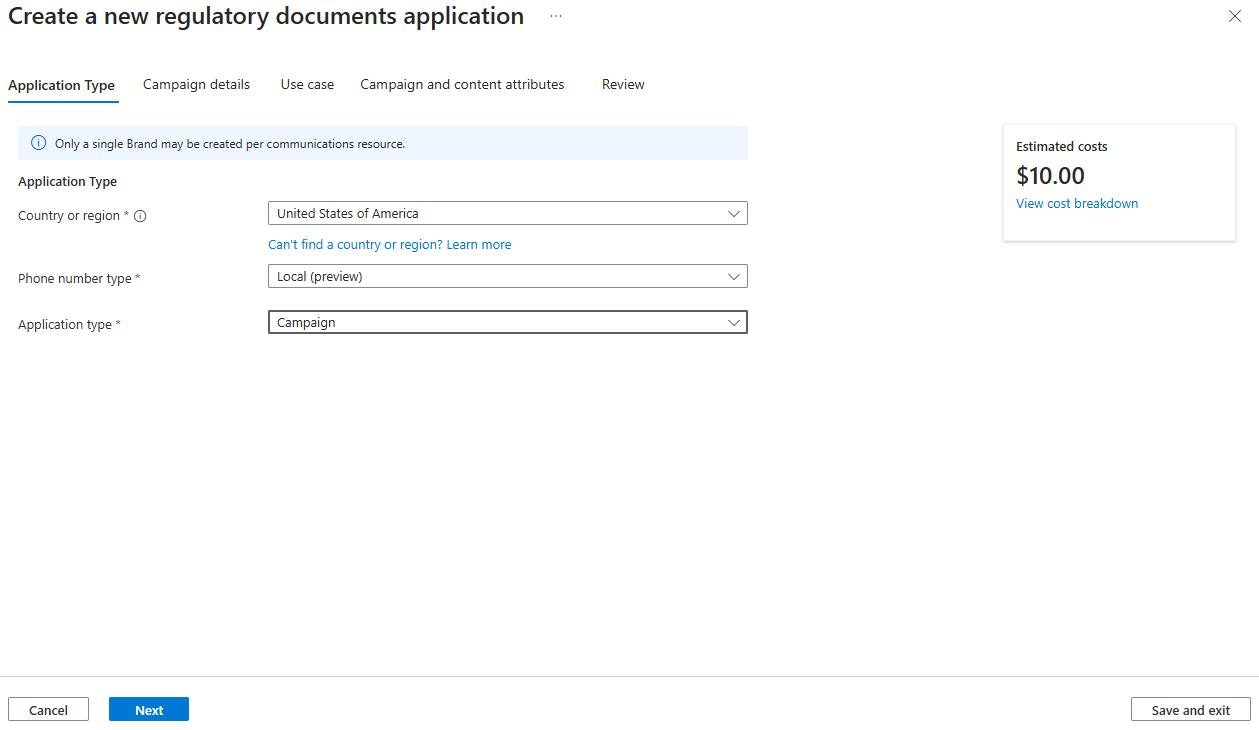 Create a new regulatory documents application ...
Application Type Campaign details Use case Campaign and content attributes Review
Only a single Brand may be created per communications resource.
Application Type
Country or region * United States of America
Can't find a country or region? Learn more
Phone number type * Local (preview)
Application type * Campaign
Estimated costs
$10.00
View cost breakdown
Cancel Next Save and exit